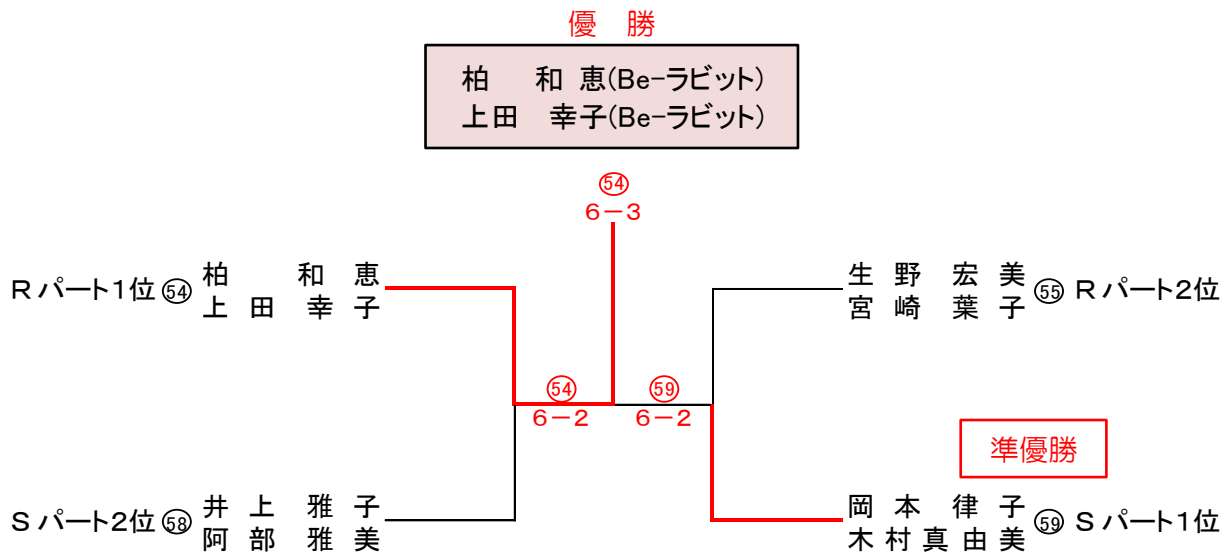 優 勝
柏 和 恵(Be-ラビット)
上田 幸子(Be-ラビット)
54
6-3
Rパート1位 54 柏 和 恵
上 田 幸 子
生 野 宏 美
宮 崎 葉 子 55 Rパート2位
54
6-2
59
6-2
準優勝
Sパート2位 58 井 上 雅 子
阿 部 雅 美
岡 本 律 子
木村真由美 59 Sパート1位